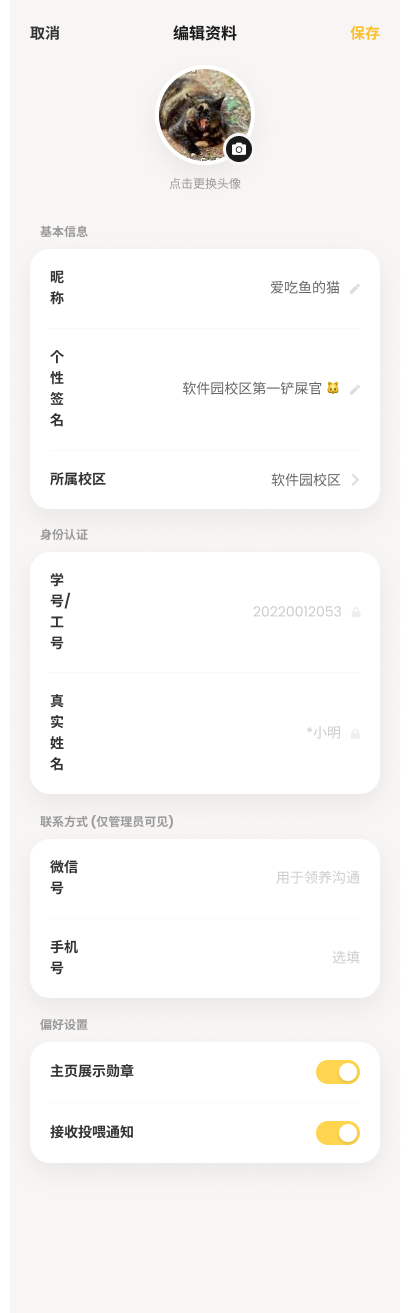 取消 编辑资料 保存
点击更换头像
基本信息
昵
称
爱吃鱼的猫
个
性
签
名
软件园校区第一铲屎官 🐱
所属校区 软件园校区
身份认证
学
号/
工
号
20220012053
真
实
姓
名
*小明
联系方式 (仅管理员可见)
微信
号
用于领养沟通
手机
号
选填
偏好设置
主页展示勋章
接收投喂通知